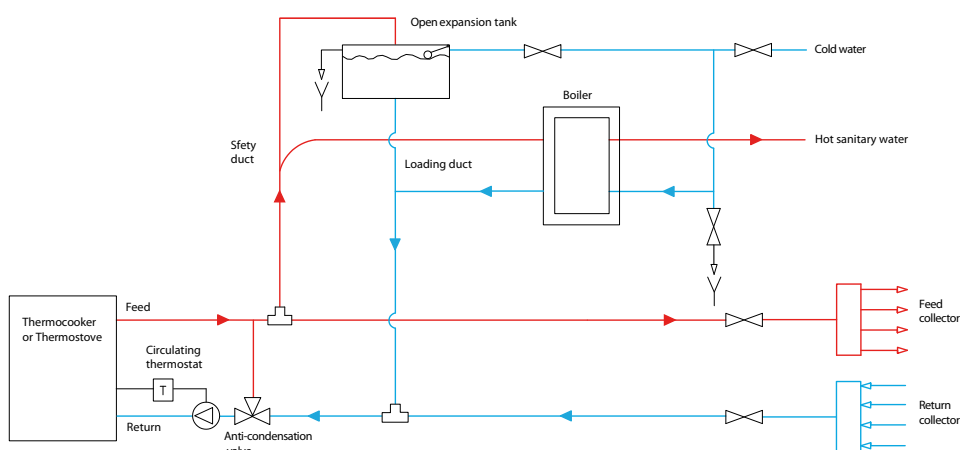 Open expansion tank
Cold water
Boiler
Sfety
duct
Hot sanitary water
Loading duct
Feed
Feed
collector
Thermocooker
or Thermostove
Circulating
thermostat
T
Return
Anti-condensation
valve
Return
collector